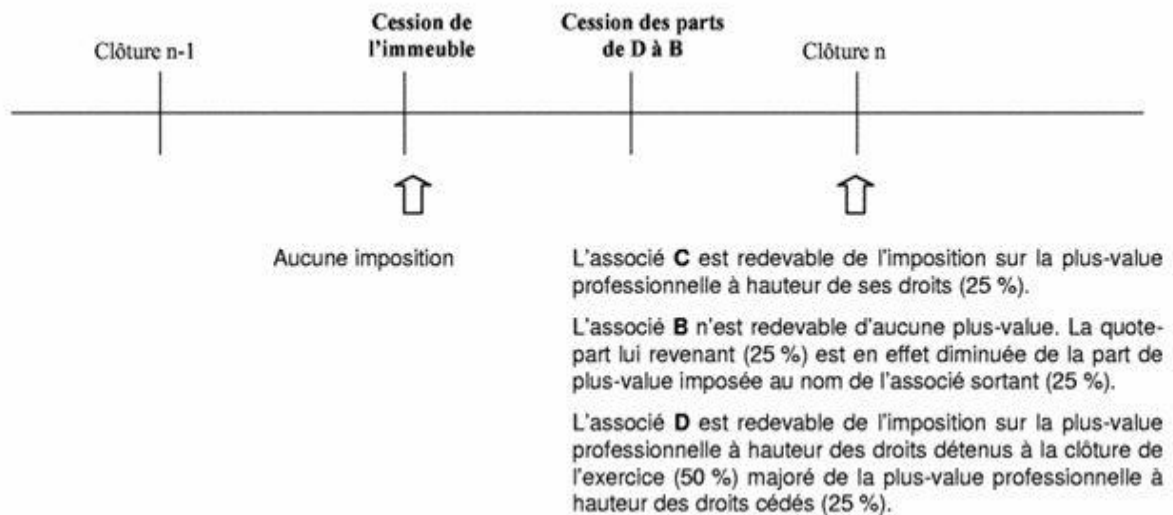 Cession de
l'immeuble
Cession des parts
de D à B
Clôture n-1
Clôture n
Aucune imposition
L'associé C est redevable de l'imposition sur la plus-value
professionnelle à hauteur de ses droits (25 %).
L'associé B n'est redevable d'aucune plus-value. La quote-
part lui revenant (25 %) est en effet diminuée de la part de
plus-value imposée au nom de l'associé sortant (25 %).
L'associé D est redevable de l'imposition sur la plus-value
professionnelle à hauteur des droits détenus à la clôture de
l'exercice (50 %) majoré de la plus-value professionnelle à
hauteur des droits cédés (25 %).